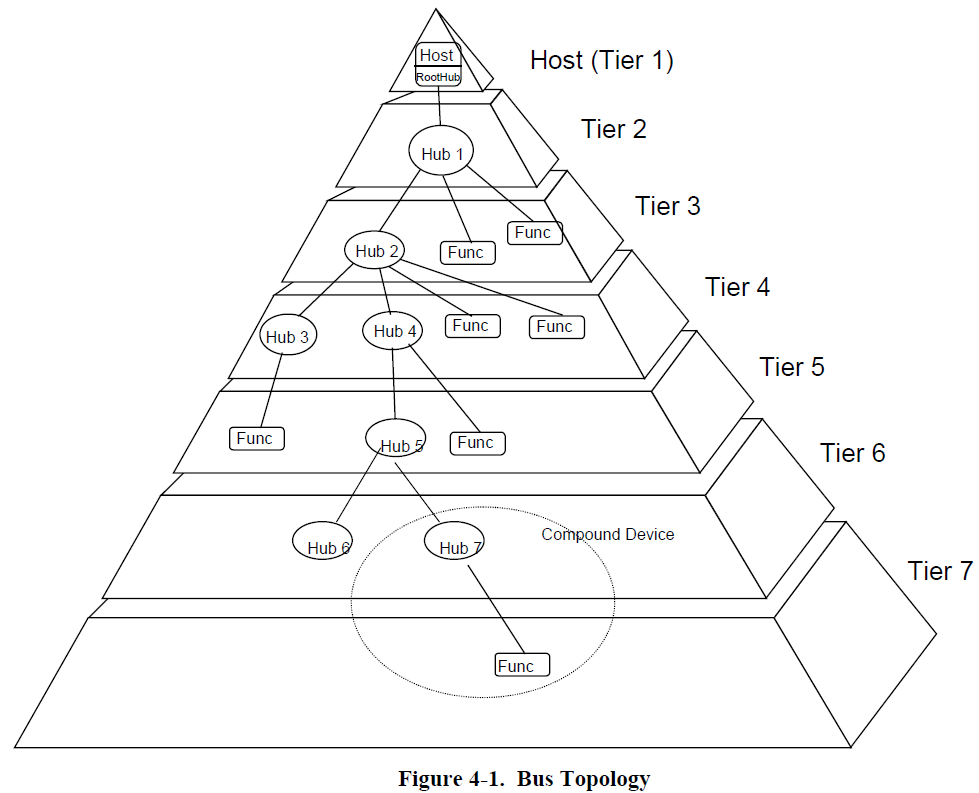 Host
RootHub
Host (Tier 1)
Hub 1
Tier 2
Hub 2
Func
Func
Tier 3
Hub 3
Hub 4
Func
Func
Tier 4
Func
Hub 5
Func
Tier 5
Hub 6
Hub 7
Compound Device
Tier 6
Func
Tier 7
Figure 4-1. Bus Topology